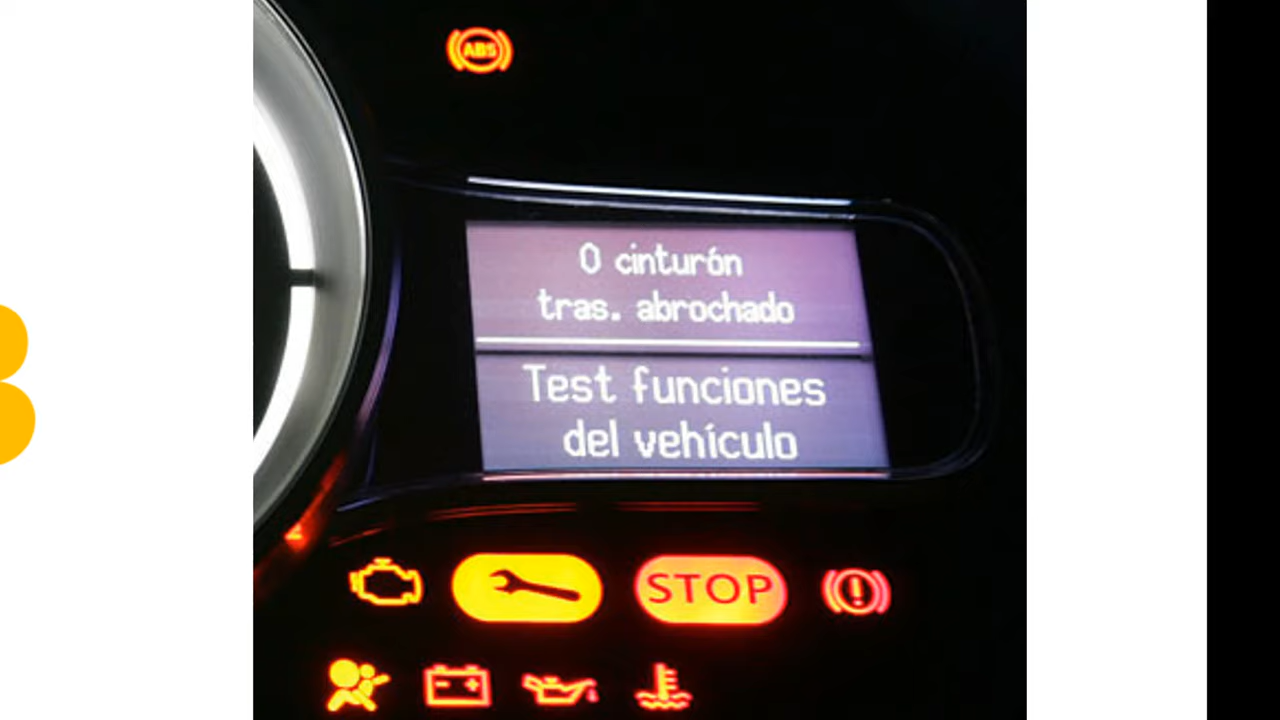 ABS
0 cinturón
tras. abrochado
Test funciones
del vehículo
STOP